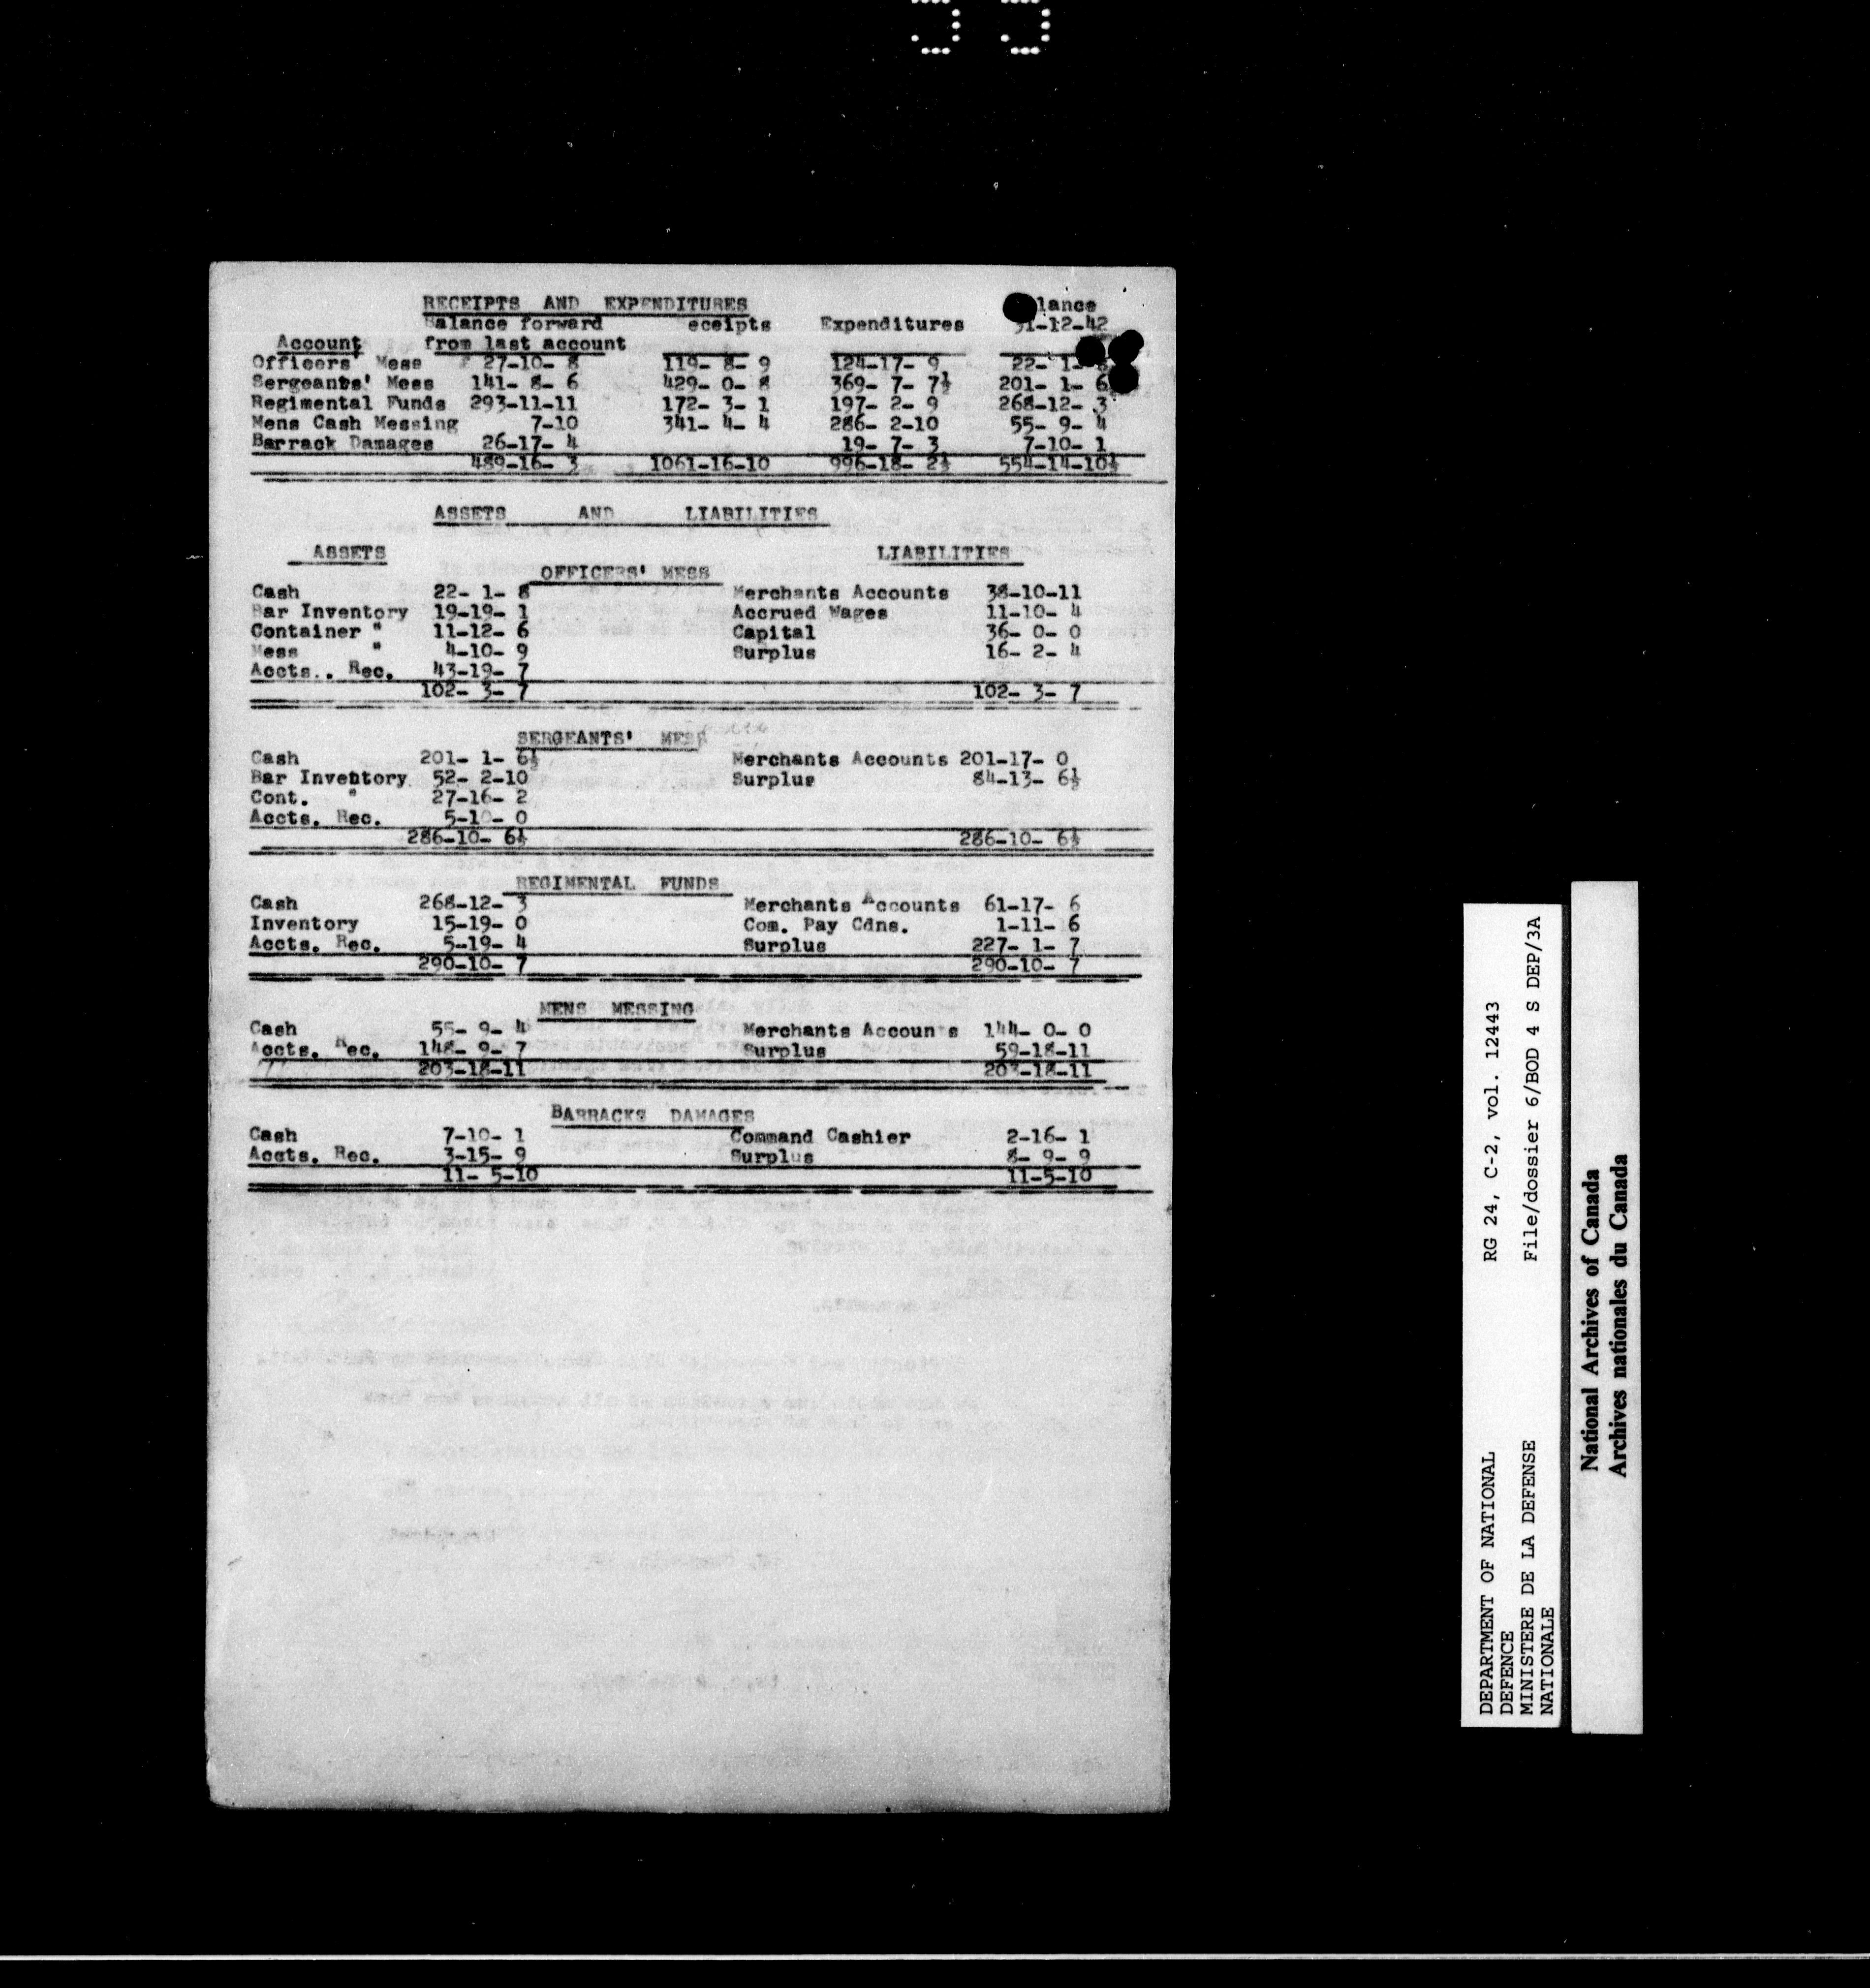 RECEIPTS AND EXPENDITURES lance
Balance forward eceipts Expenditures 31-12-42
Account from last account
Officers' Mess £ 27-10- 8 119- 8- 9 124-17- 9 22- 1- 8
Sergeants' Mess 141- 8- 6 429- 0- 8 369- 7- 7½ 201- 1- 6
Regimental Funds 293-11-11 172- 3- 1 197- 2- 9 268-12- 3
Mens Cash Messing 7-10 341- 4- 4 286- 2-10 55- 9- 4
Barrack Damages 26-17- 4 19- 7- 3 7-10- 1
489-16- 3 1061-16-10 996-18- 2½ 554-14-10½
ASSETS AND LIABILITIES
ASSETS LIABILITIES
OFFICERS' MESS
Cash 22- 1- 8 Merchants Accounts 38-10-11
Bar Inventory 19-19- 1 Accrued Wages 11-10- 4
Container " 11-12- 6 Capital 36- 0- 0
Mess " 4-10- 9 Surplus 16- 2- 4
Accts.. Rec. 43-19- 7
102- 3- 7 102- 3- 7
SERGEANTS' MESS
Cash 201- 1- 6½ Merchants Accounts 201-17- 0
Bar Inventory 52- 2-10 Surplus 84-13- 6½
Cont. " 27-16- 2
Accts. Rec. 5-10- 0
286-10- 6½ 286-10- 6½
REGIMENTAL FUNDS
Cash 268-12- 3 Merchants Accounts 61-17- 6
Inventory 15-19- 0 Com. Pay Cdns. 1-11- 6
Accts. Rec. 5-19- 4 Surplus 227- 1- 7
290-10- 7 290-10- 7
MENS MESSING
Cash 55- 9- 4 Merchants Accounts 144- 0- 0
Accts. Rec. 148- 9- 7 Surplus 59-18-11
203-18-11 203-18-11
BARRACKS DAMAGES
Cash 7-10- 1 Command Cashier 2-16- 1
Accts. Rec. 3-15- 9 Surplus 8- 9- 9
11- 5-10 11-5-10
DEPARTMENT OF NATIONAL RG 24, C-2, vol. 12443
DEFENCE
MINISTERE DE LA DEFENSE File/dossier 6/BOD 4 S DEP/3A
NATIONALE
National Archives of Canada
Archives nationales du Canada